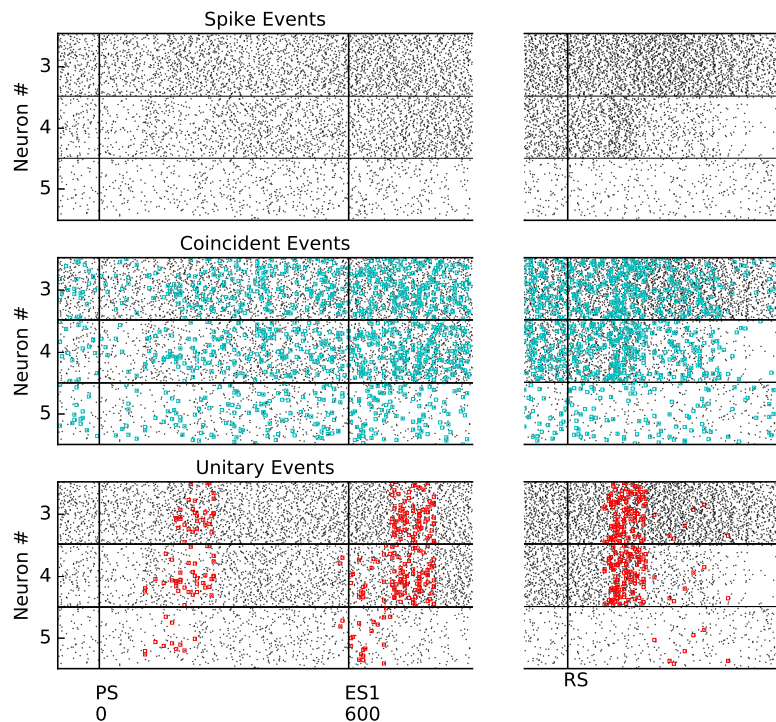 Spike Events
Neuron #
3
4
5
Coincident Events
Neuron #
3
4
5
Unitary Events
Neuron #
3
4
5
PS
0
ES1
600
RS